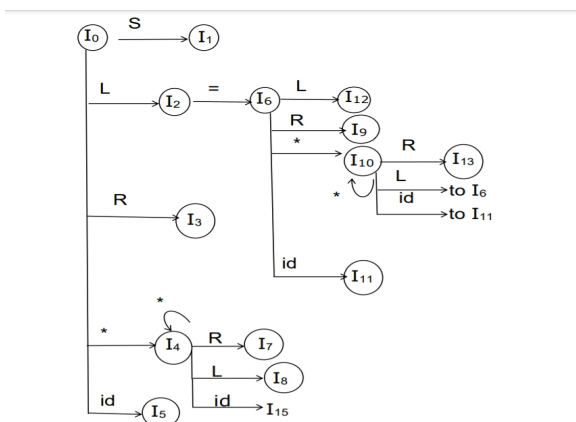 I0 S I1
L I2 = I6 L I12
R I9
* I10 R I13
* L to I6
id to I11
R I3
id I11
*
* I4 R I7
L I8
id I5 id I15